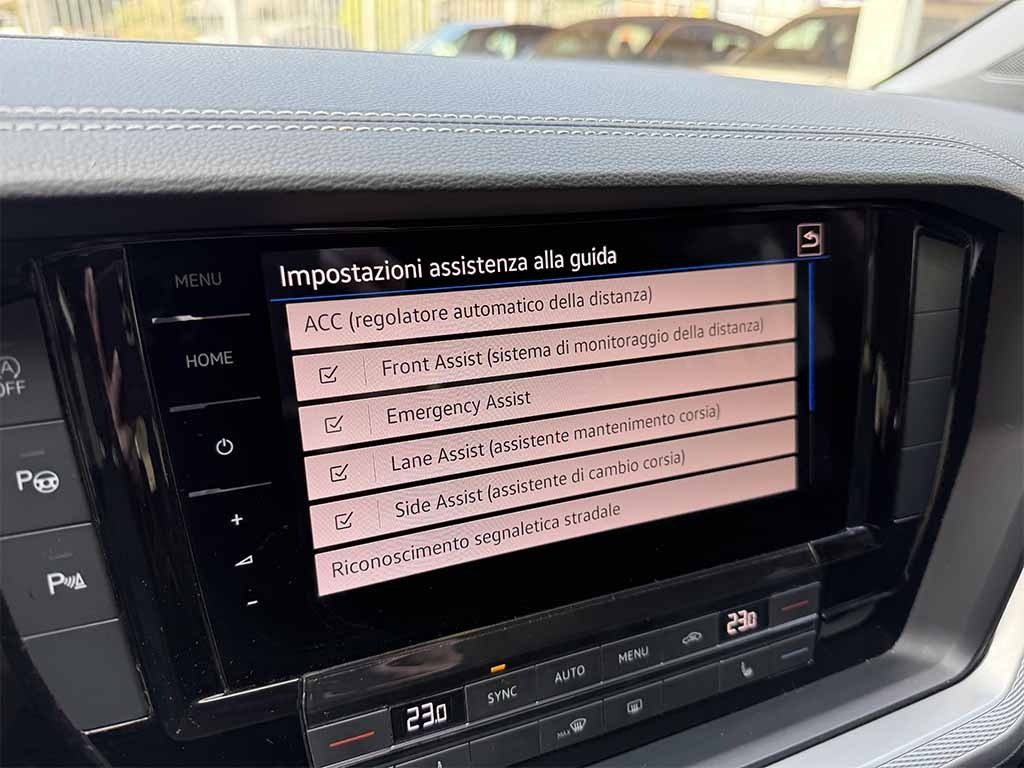 Impostazioni assistenza alla guida
MENU
ACC (regolatore automatico della distanza)
HOME
Front Assist (sistema di monitoraggio della distanza)
Emergency Assist
Lane Assist (assistente mantenimento corsia)
Side Assist (assistente di cambio corsia)
Riconoscimento segnaletica stradale
(A)
OFF
P
+
P
-
23.0
SYNC
AUTO
MENU
23.0
MAX
A